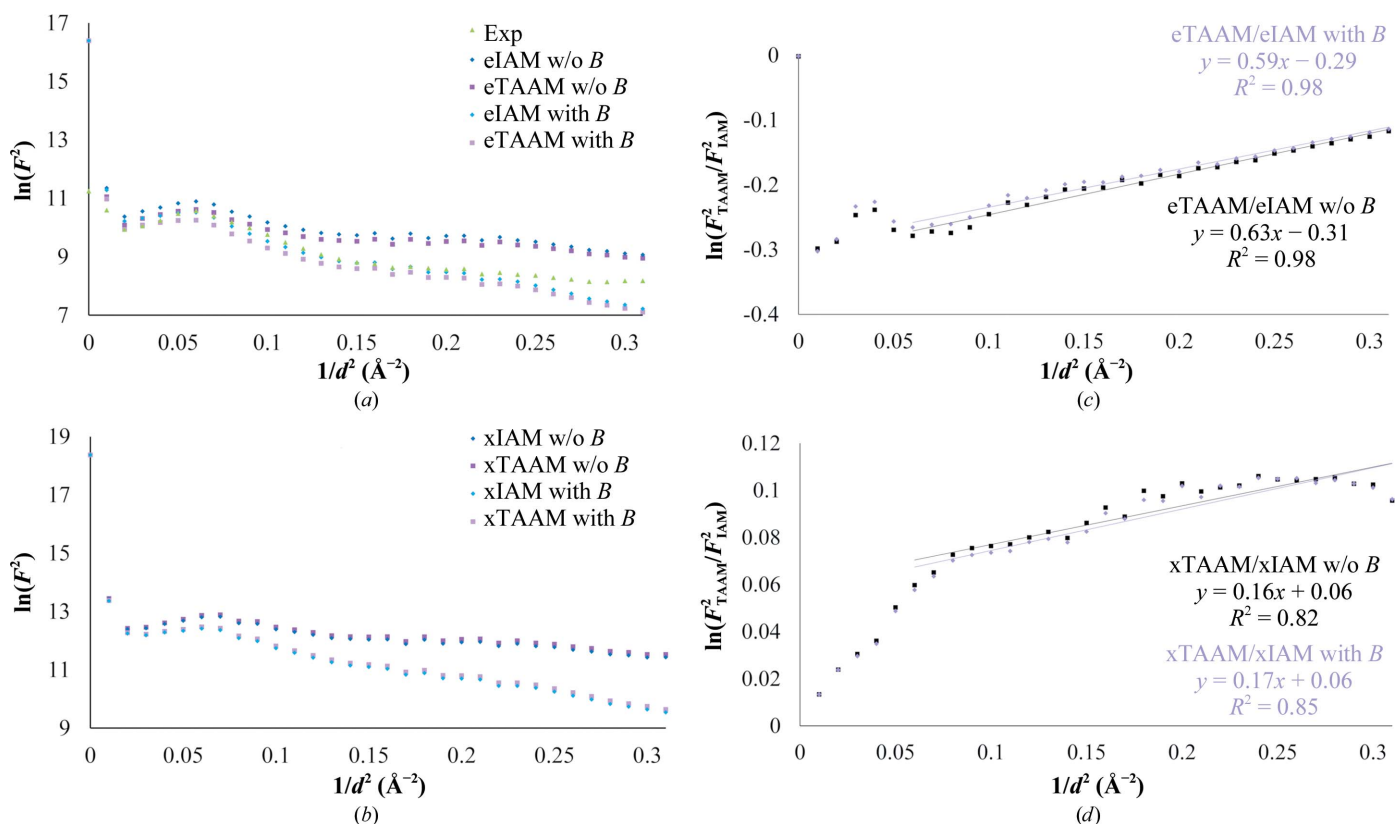 17
15
13
11
9
7
ln(F²)
Exp
eIAM w/o B
eTAAM w/o B
eIAM with B
eTAAM with B
0 0.05 0.1 0.15 0.2 0.25 0.3
1/d² (Å⁻²)
(a)
19
17
15
13
11
9
ln(F²)
xIAM w/o B
xTAAM w/o B
xIAM with B
xTAAM with B
0 0.05 0.1 0.15 0.2 0.25 0.3
1/d² (Å⁻²)
(b)
0
-0.1
-0.2
-0.3
-0.4
ln(F²TAAM/F²IAM)
eTAAM/eIAM with B
y = 0.59x − 0.29
R² = 0.98
eTAAM/eIAM w/o B
y = 0.63x − 0.31
R² = 0.98
0 0.05 0.1 0.15 0.2 0.25 0.3
1/d² (Å⁻²)
(c)
0.12
0.1
0.08
0.06
0.04
0.02
0
ln(F²TAAM/F²IAM)
xTAAM/xIAM w/o B
y = 0.16x + 0.06
R² = 0.82
xTAAM/xIAM with B
y = 0.17x + 0.06
R² = 0.85
0 0.05 0.1 0.15 0.2 0.25 0.3
1/d² (Å⁻²)
(d)